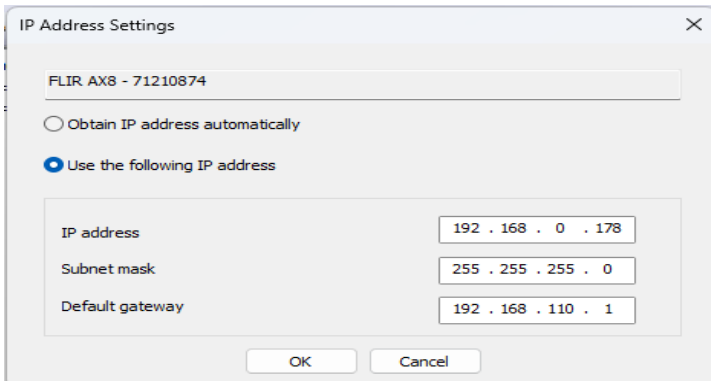 IP Address Settings
FLIR AX8 - 71210874
Obtain IP address automatically
Use the following IP address
IP address 192 . 168 . 0 . 178
Subnet mask 255 . 255 . 255 . 0
Default gateway 192 . 168 . 110 . 1
OK Cancel